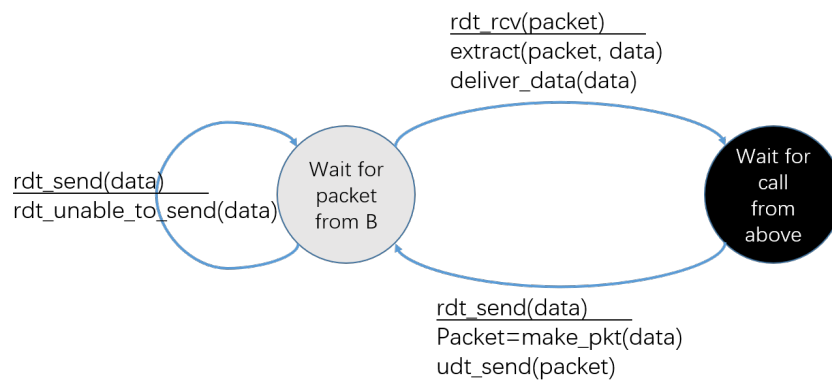 rdt_rcv(packet)
extract(packet, data)
deliver_data(data)
rdt_send(data)
rdt_unable_to_send(data)
Wait for
packet
from B
Wait for
call
from
above
rdt_send(data)
Packet=make_pkt(data)
udt_send(packet)